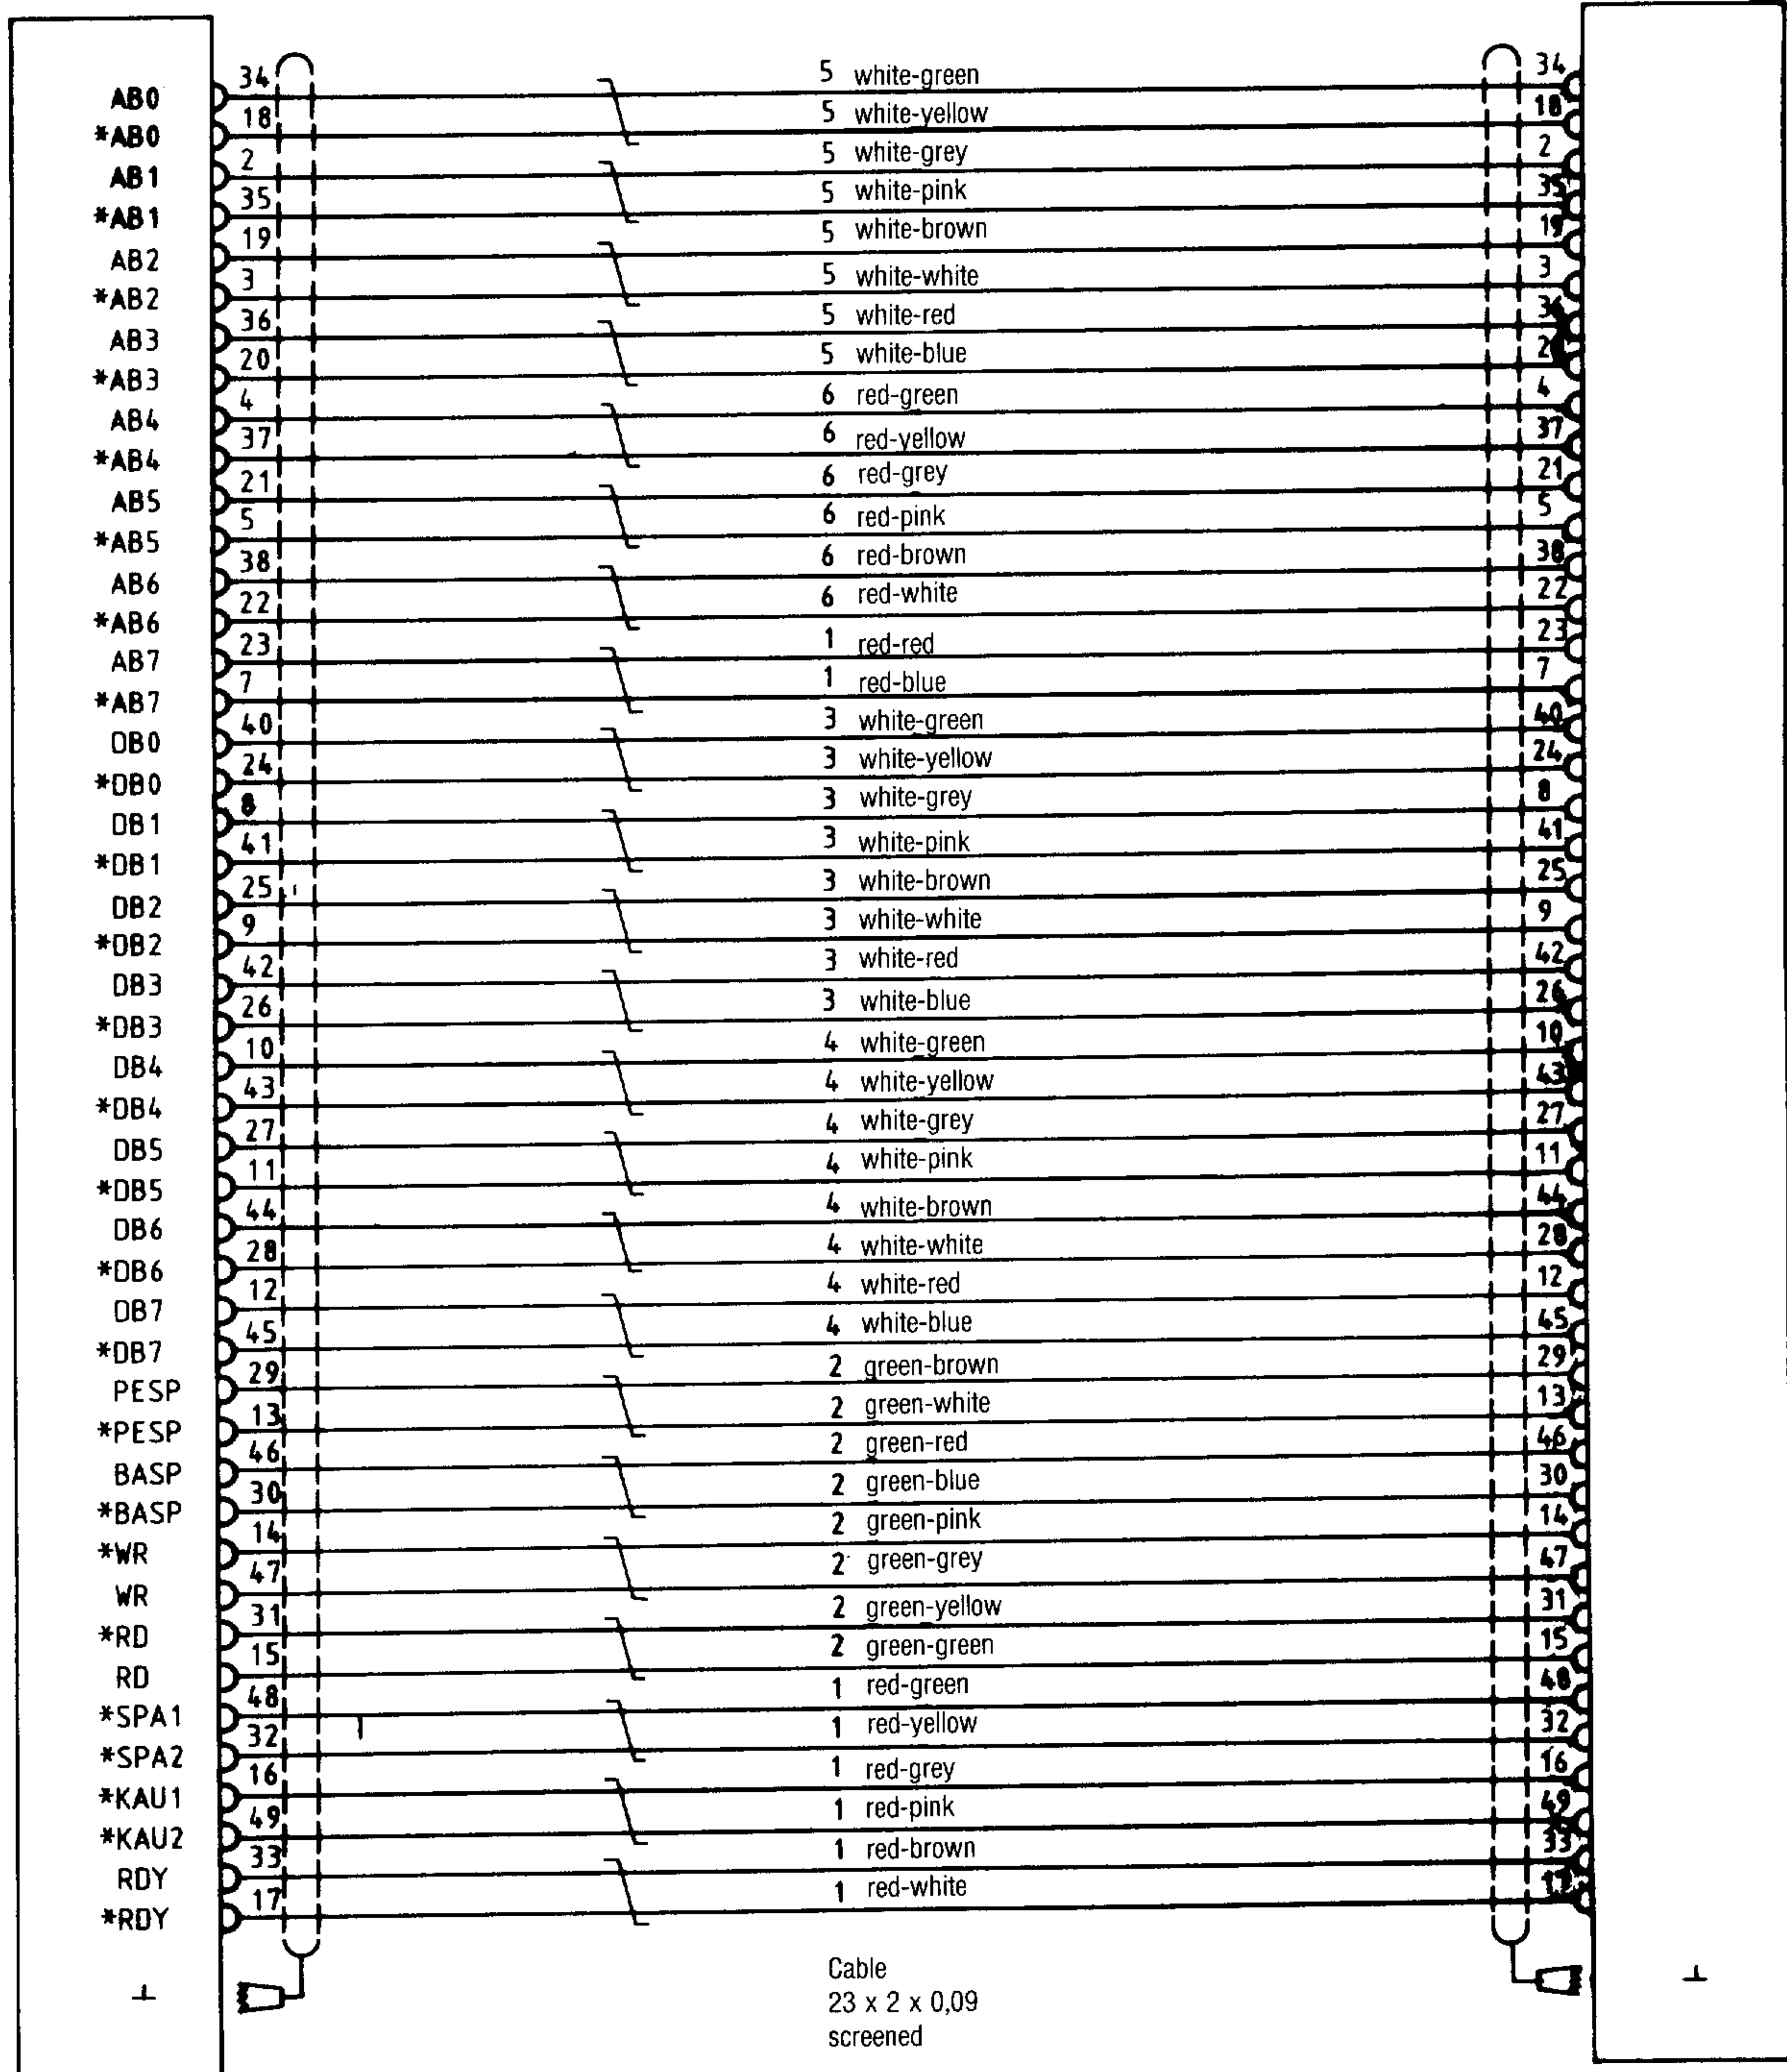 AB0 34 5 white-green 34
*AB0 18 5 white-yellow 18
AB1 2 5 white-grey 2
*AB1 35 5 white-pink 35
AB2 19 5 white-brown 19
*AB2 3 5 white-white 3
AB3 36 5 white-red 36
*AB3 20 5 white-blue
AB4 4 6 red-green 4
*AB4 37 6 red-yellow 37
AB5 21 6 red-grey 21
*AB5 5 6 red-pink 5
AB6 38 6 red-brown 38
*AB6 22 6 red-white 22
AB7 23 1 red-red 23
*AB7 7 1 red-blue 7
DB0 40 3 white-green 40
*DB0 24 3 white-yellow 24
DB1 8 3 white-grey 8
*DB1 41 3 white-pink 41
DB2 25 3 white-brown 25
*DB2 9 3 white-white 9
DB3 42 3 white-red 42
*DB3 26 3 white-blue 26
DB4 10 4 white-green 10
*DB4 43 4 white-yellow 43
DB5 27 4 white-grey 27
*DB5 11 4 white-pink 11
DB6 44 4 white-brown 44
*DB6 28 4 white-white 28
DB7 12 4 white-red 12
*DB7 45 4 white-blue 45
PESP 29 2 green-brown 29
*PESP 13 2 green-white 13
BASP 46 2 green-red 46
*BASP 30 2 green-blue 30
*WR 14 2 green-pink 14
WR 47 2 green-grey 47
*RD 31 2 green-yellow 31
RD 15 2 green-green 15
*SPA1 48 1 red-green 48
*SPA2 32 1 red-yellow 32
*KAU1 16 1 red-grey 16
*KAU2 49 1 red-pink 49
RDY 33 1 red-brown 33
*RDY 17 1 red-white 17
Cable
23 x 2 x 0,09
screened